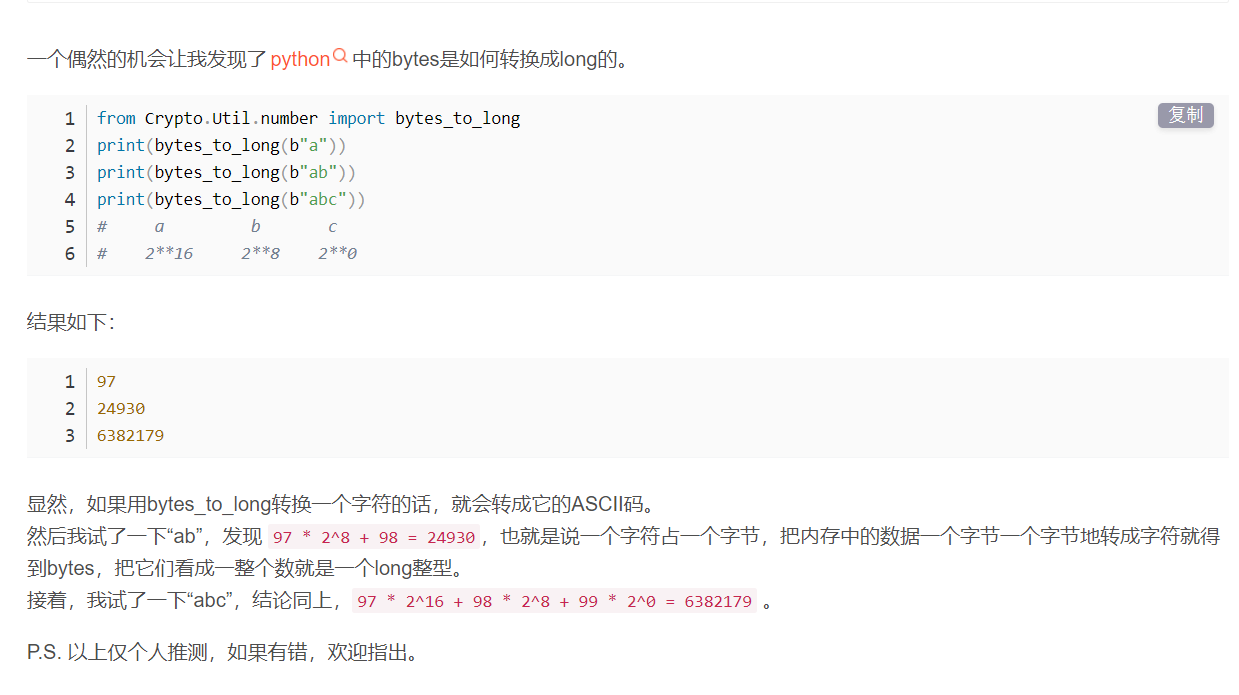 一个偶然的机会让我发现了 python 中的bytes是如何转换成long的。
复制
1 from Crypto.Util.number import bytes_to_long
2 print(bytes_to_long(b"a"))
3 print(bytes_to_long(b"ab"))
4 print(bytes_to_long(b"abc"))
5 #     a         b       c
6 #    2**16     2**8    2**0
结果如下：
1 97
2 24930
3 6382179
显然，如果用bytes_to_long转换一个字符的话，就会转成它的ASCII码。
然后我试了一下“ab”，发现 97 * 2^8 + 98 = 24930 ，也就是说一个字符占一个字节，把内存中的数据一个字节一个字节地转成字符就得
到bytes，把它们看成一整个数就是一个long整型。
接着，我试了一下“abc”，结论同上， 97 * 2^16 + 98 * 2^8 + 99 * 2^0 = 6382179 。
P.S. 以上仅个人推测，如果有错，欢迎指出。